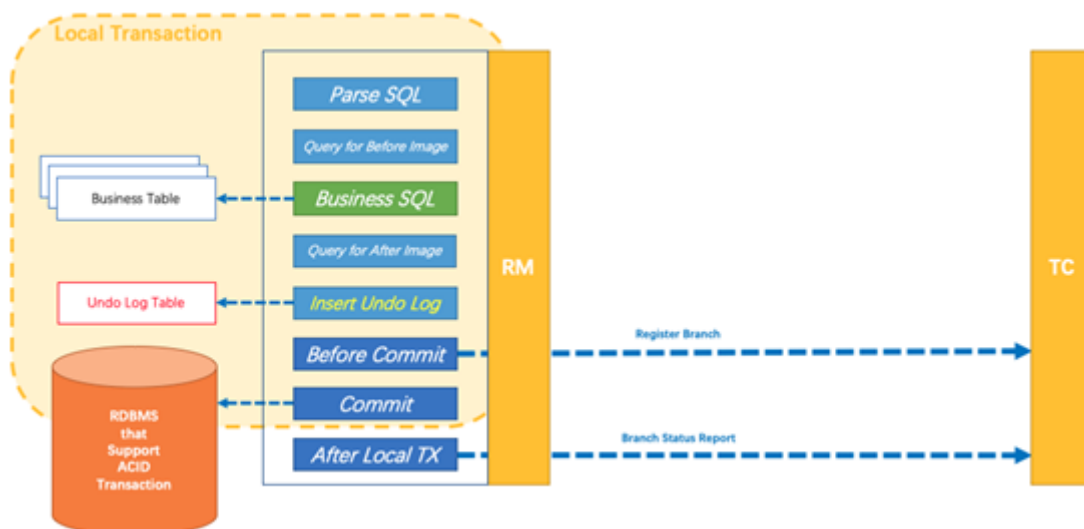 Local Transaction
Parse SQL
Query for Before Image
Business Table
Business SQL
Query for After Image
RM
TC
Undo Log Table
Insert Undo Log
Register Branch
Before Commit
Commit
RDBMS
that
Support
ACID
Transaction
Branch Status Report
After Local TX